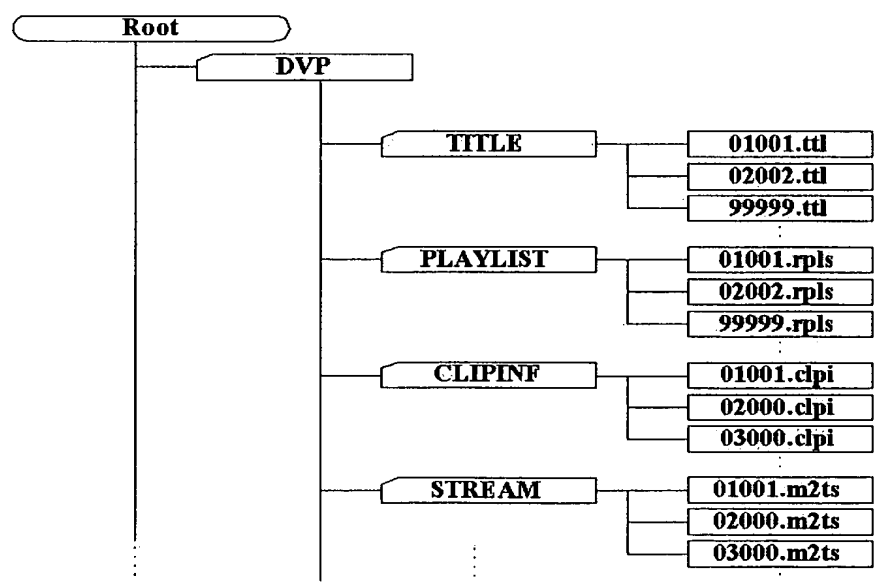 Root
DVP
TITLE
01001.ttl
02002.ttl
99999.ttl
PLAYLIST
01001.rpls
02002.rpls
99999.rpls
CLIPINF
01001.clpi
02000.clpi
03000.clpi
STREAM
01001.m2ts
02000.m2ts
03000.m2ts